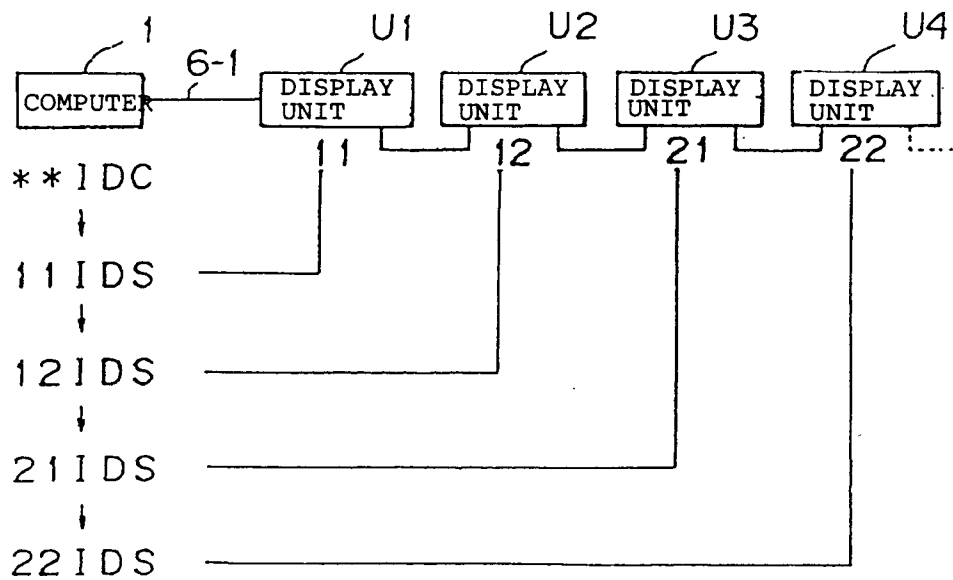 1 U1 U2 U3 U4
6-1
COMPUTER
DISPLAY UNIT
DISPLAY UNIT
DISPLAY UNIT
DISPLAY UNIT
11 12 21 22
**IDC
11IDS
12IDS
21IDS
22IDS